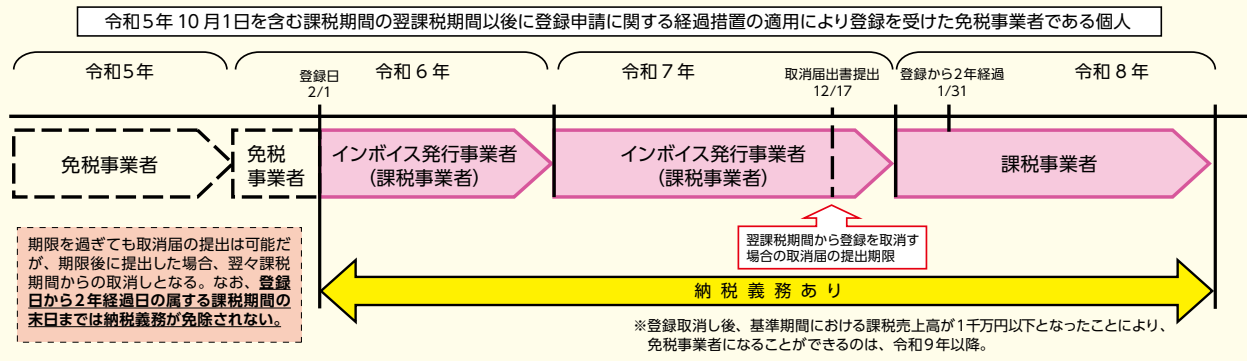 令和5年10月1日を含む課税期間の翌課税期間以後に登録申請に関する経過措置の適用により登録を受けた免税事業者である個人
令和5年
登録日
2/1
令和6年
令和7年
取消届出書提出
12/17
登録から2年経過
1/31
令和8年
免税事業者
免税
事業者
インボイス発行事業者
(課税事業者)
インボイス発行事業者
(課税事業者)
課税事業者
期限を過ぎても取消届の提出は可能だ
が、期限後に提出した場合、翌々課税
期間からの取消しとなる。なお、登録
日から2年経過日の属する課税期間の
末日までは納税義務が免除されない。
翌課税期間から登録を取消す
場合の取消届の提出期限
納税義務あり
※登録取消し後、基準期間における課税売上高が1千万円以下となったことにより、
免税事業者になることができるのは、令和9年以降。